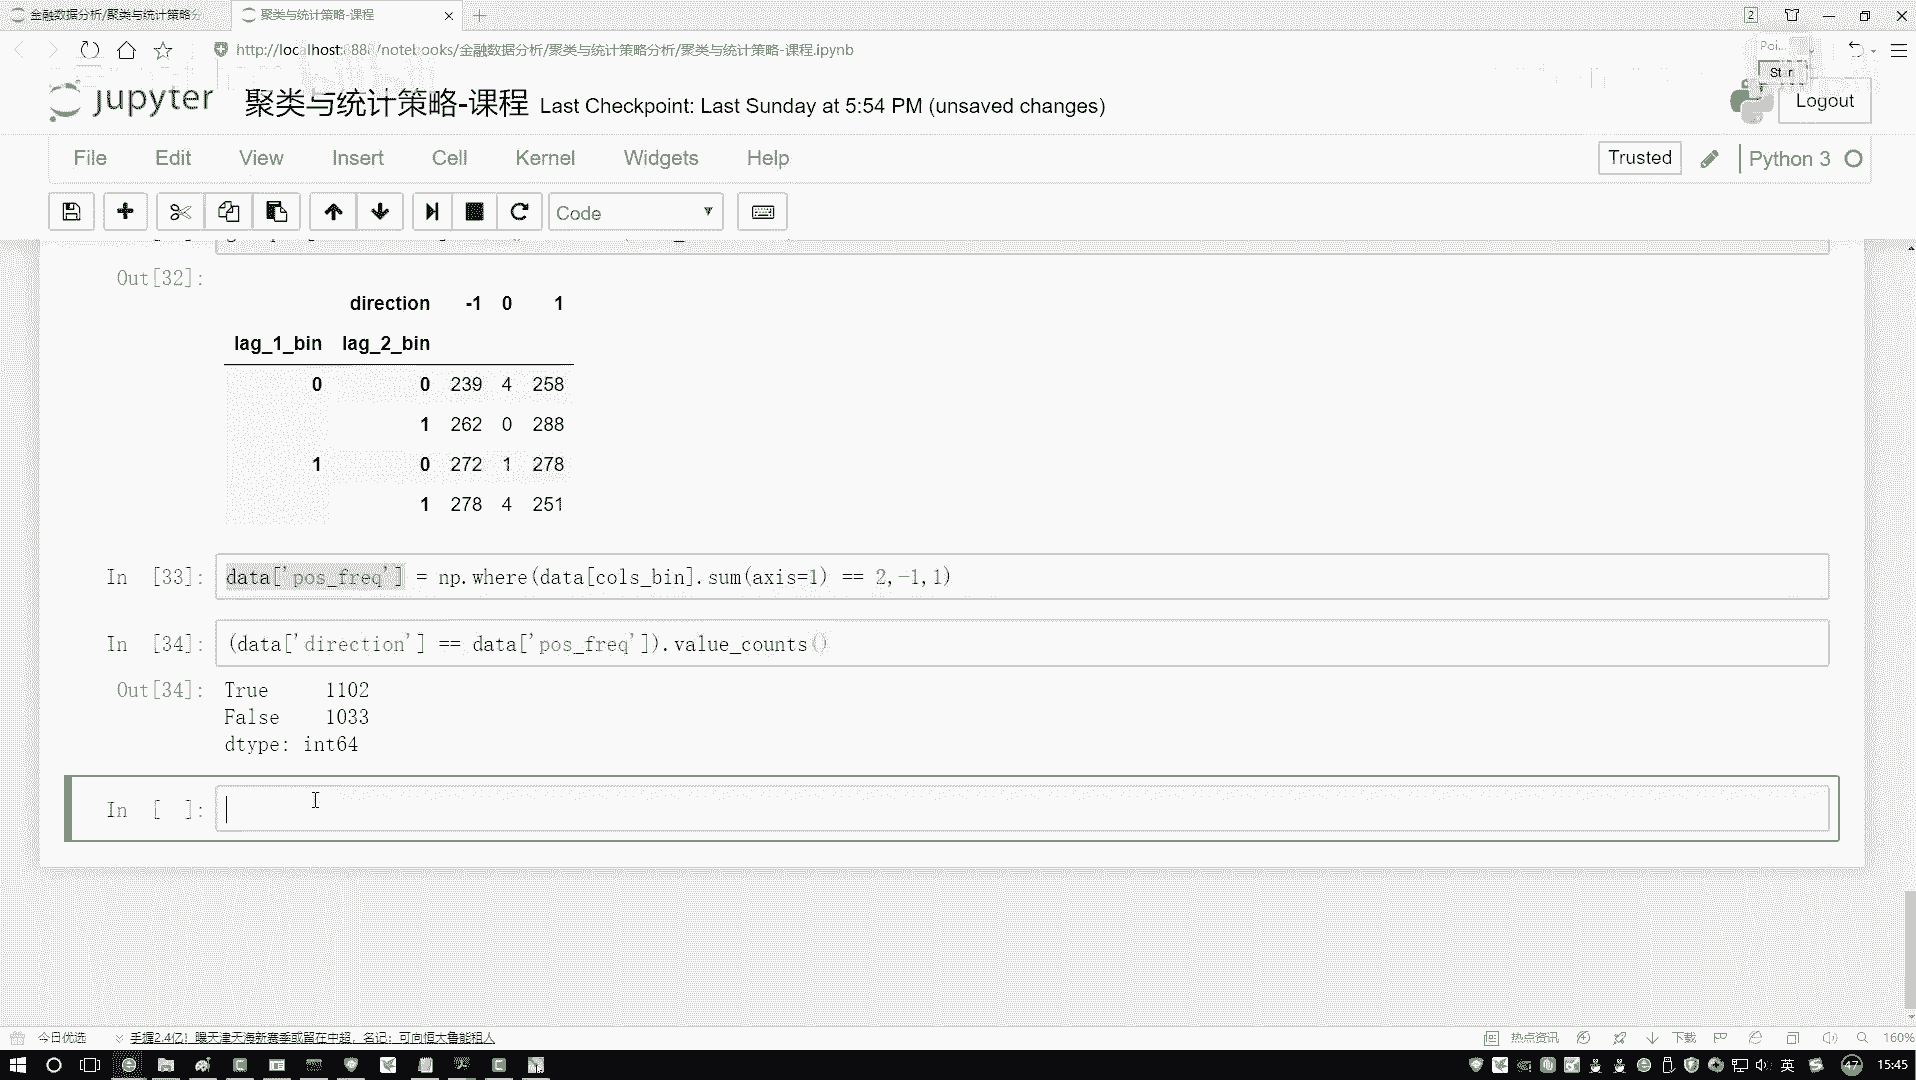 金融数据分析/聚类与统计策略分
聚类与统计策略-课程
2
http://localhost:888/notebooks/金融数据分析/聚类与统计策略分析/聚类与统计策略-课程.ipynb
jupyter 聚类与统计策略-课程 Last Checkpoint: Last Sunday at 5:54 PM (unsaved changes)
Logout
File Edit View Insert Cell Kernel Widgets Help
Trusted Python 3
Code
Out[32]:
direction -1 0 1
lag_1_bin lag_2_bin
0 0 239 4 258
1 262 0 288
1 0 272 1 278
1 278 4 251
In [33]: data['pos_freq'] = np.where(data[cols_bin].sum(axis=1) == 2,-1,1)
In [34]: (data['direction'] == data['pos_freq']).value_counts()
Out[34]: True 1102
False 1033
dtype: int64
In [ ]:
今日优选
手握2.4亿！曝天津天海新赛季或留在中超，名记：可向恒大鲁能租人
热点资讯
下载
160%
英
47
15:45